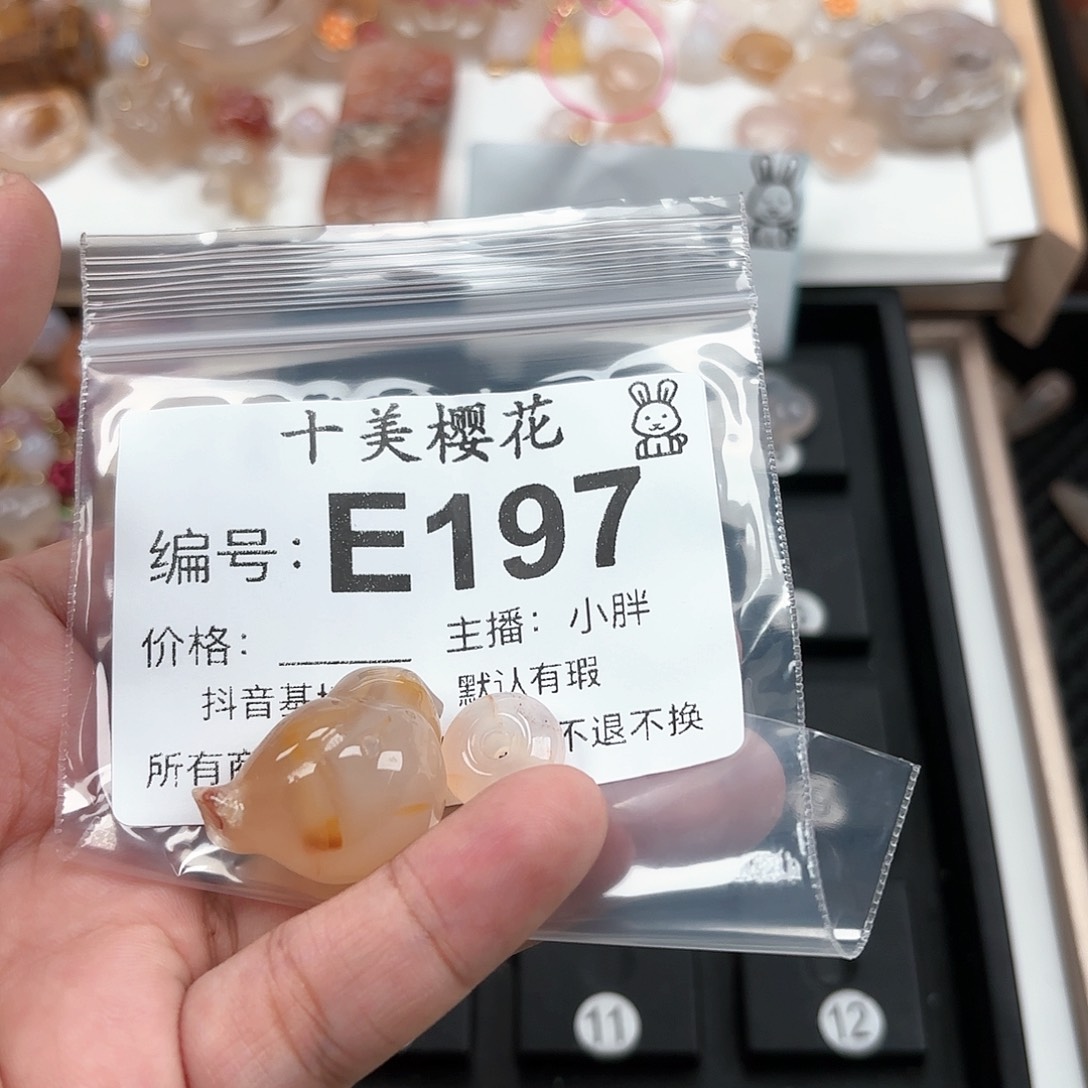 十美樱花
编号：E197
价格：______ 主播：小胖
抖音基 默认有瑕
所有 不退不换
11
12